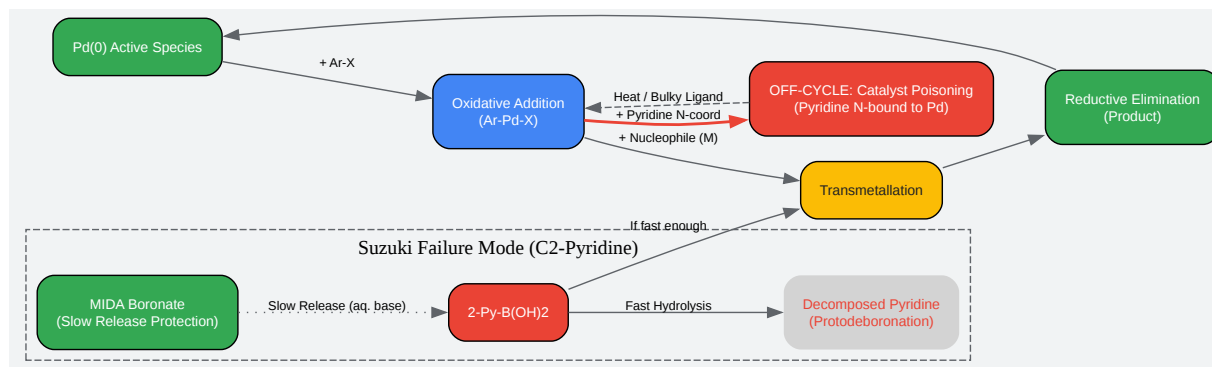 Pd(0) Active Species
+ Ar-X
Oxidative Addition
(Ar-Pd-X)
Heat / Bulky Ligand
+ Pyridine N-coord
+ Nucleophile (M)
OFF-CYCLE: Catalyst Poisoning
(Pyridine N-bound to Pd)
Reductive Elimination
(Product)
Transmetallation
If fast enough
Suzuki Failure Mode (C2-Pyridine)
MIDA Boronate
(Slow Release Protection)
Slow Release (aq. base)
2-Py-B(OH)2
Fast Hydrolysis
Decomposed Pyridine
(Protodeboronation)